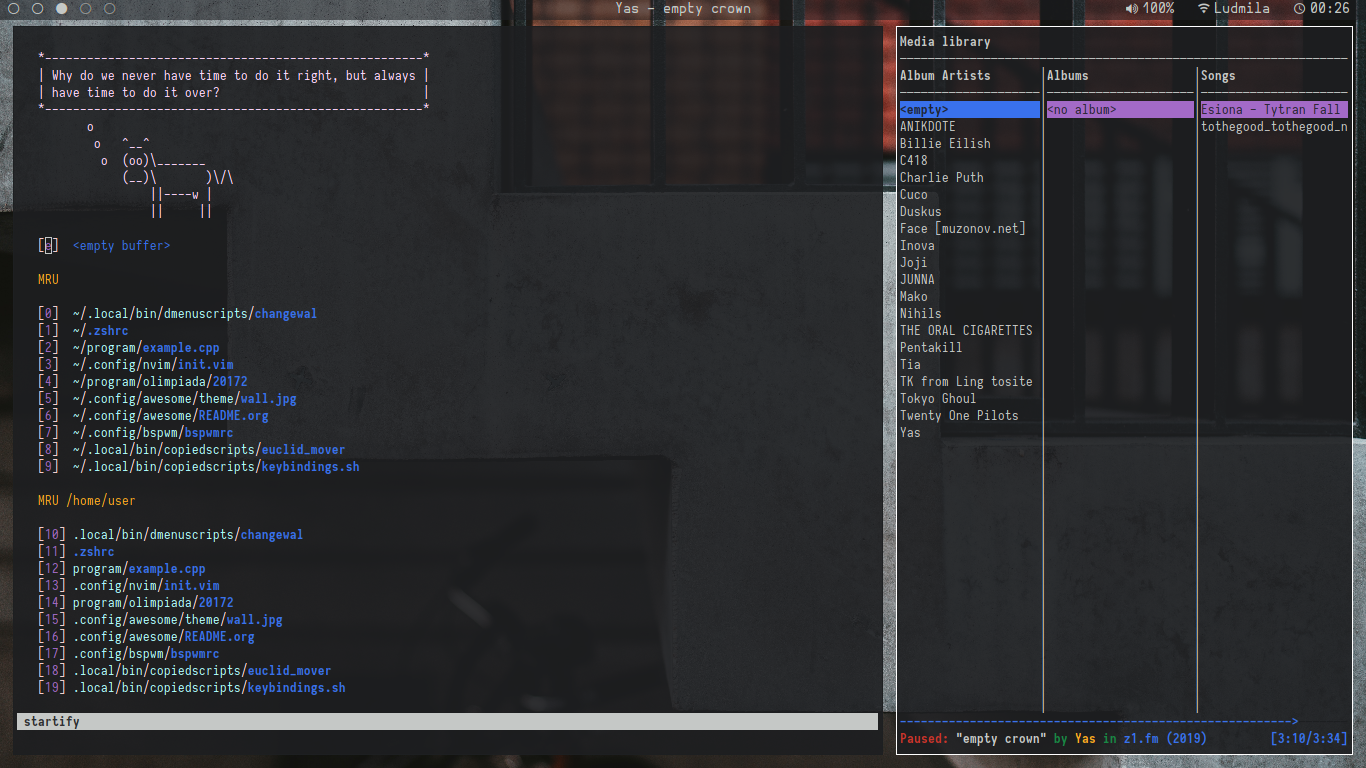 Yas - empty crown
100% Ludmila 00:26
*------------------------------------------------------*
| Why do we never have time to do it right, but always |
| have time to do it over?                             |
*------------------------------------------------------*
       o
        o   ^__^
         o  (oo)\_______
            (__)\       )\/\
                ||----w |
                ||     ||
[e]  <empty buffer>
MRU
[0]  ~/.local/bin/dmenuscripts/changewal
[1]  ~/.zshrc
[2]  ~/program/example.cpp
[3]  ~/.config/nvim/init.vim
[4]  ~/program/olimpiada/20172
[5]  ~/.config/awesome/theme/wall.jpg
[6]  ~/.config/awesome/README.org
[7]  ~/.config/bspwm/bspwmrc
[8]  ~/.local/bin/copiedscripts/euclid_mover
[9]  ~/.local/bin/copiedscripts/keybindings.sh
MRU /home/user
[10] .local/bin/dmenuscripts/changewal
[11] .zshrc
[12] program/example.cpp
[13] .config/nvim/init.vim
[14] program/olimpiada/20172
[15] .config/awesome/theme/wall.jpg
[16] .config/awesome/README.org
[17] .config/bspwm/bspwmrc
[18] .local/bin/copiedscripts/euclid_mover
[19] .local/bin/copiedscripts/keybindings.sh
startify
Media library
Album Artists
<empty>
ANIKDOTE
Billie Eilish
C418
Charlie Puth
Cuco
Duskus
Face [muzonov.net]
Inova
Joji
JUNNA
Mako
Nihils
THE ORAL CIGARETTES
Pentakill
Tia
TK from Ling tosite
Tokyo Ghoul
Twenty One Pilots
Yas
Albums
<no album>
Songs
Esiona - Tytran Fall
tothegood_tothegood_n
Paused: "empty crown" by Yas in z1.fm (2019) [3:10/3:34]